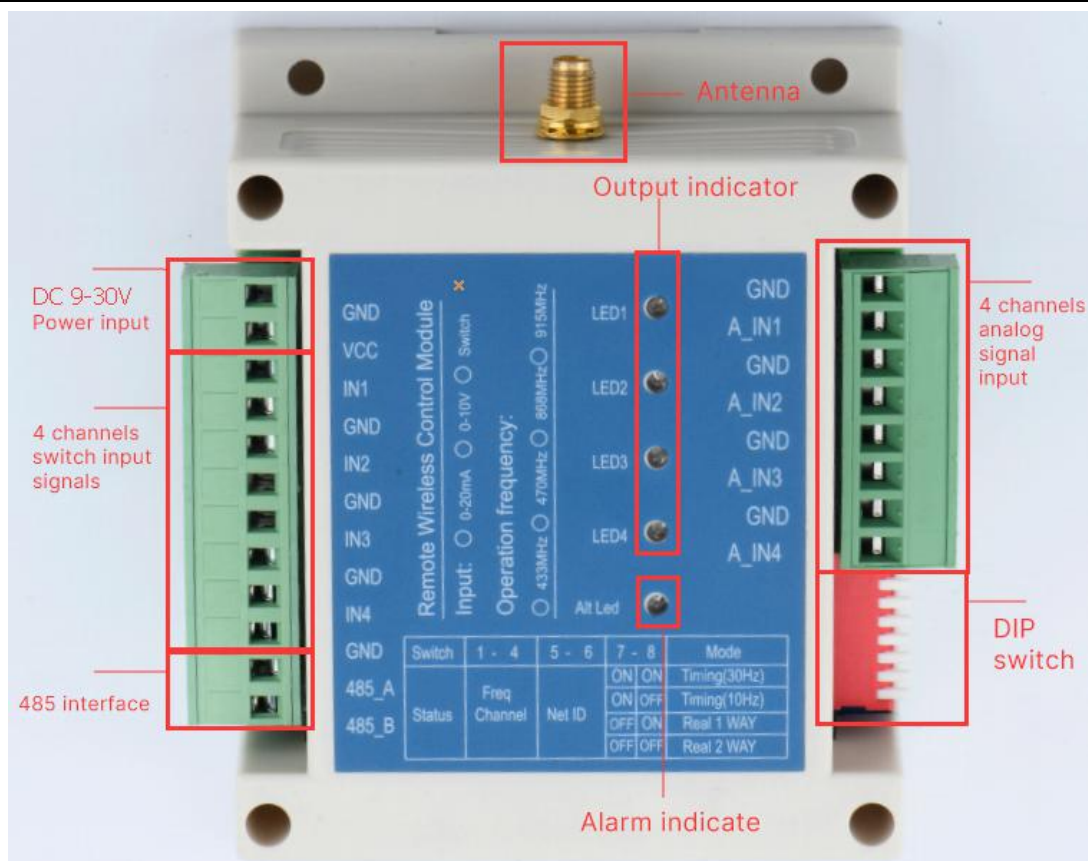 Antenna
Output indicator
DC 9-30V
Power input
4 channels
switch input
signals
485 interface
GND
VCC
IN1
GND
IN2
GND
IN3
GND
IN4
GND
485_A
485_B
Remote Wireless Control Module
Input: 0-20mA 0-10V Switch
Operation frequency:
433MHz 470MHz 868MHz 915MHz
LED1
LED2
LED3
LED4
Alt Led
GND
A_IN1
GND
A_IN2
GND
A_IN3
GND
A_IN4
4 channels
analog
signal
input
DIP
switch
Switch 1 - 4 5 - 6 7 - 8 Mode
Status Freq Channel Net ID ON ON Timing(30Hz)
ON OFF Timing(10Hz)
OFF ON Real 1 WAY
OFF OFF Real 2 WAY
Alarm indicate